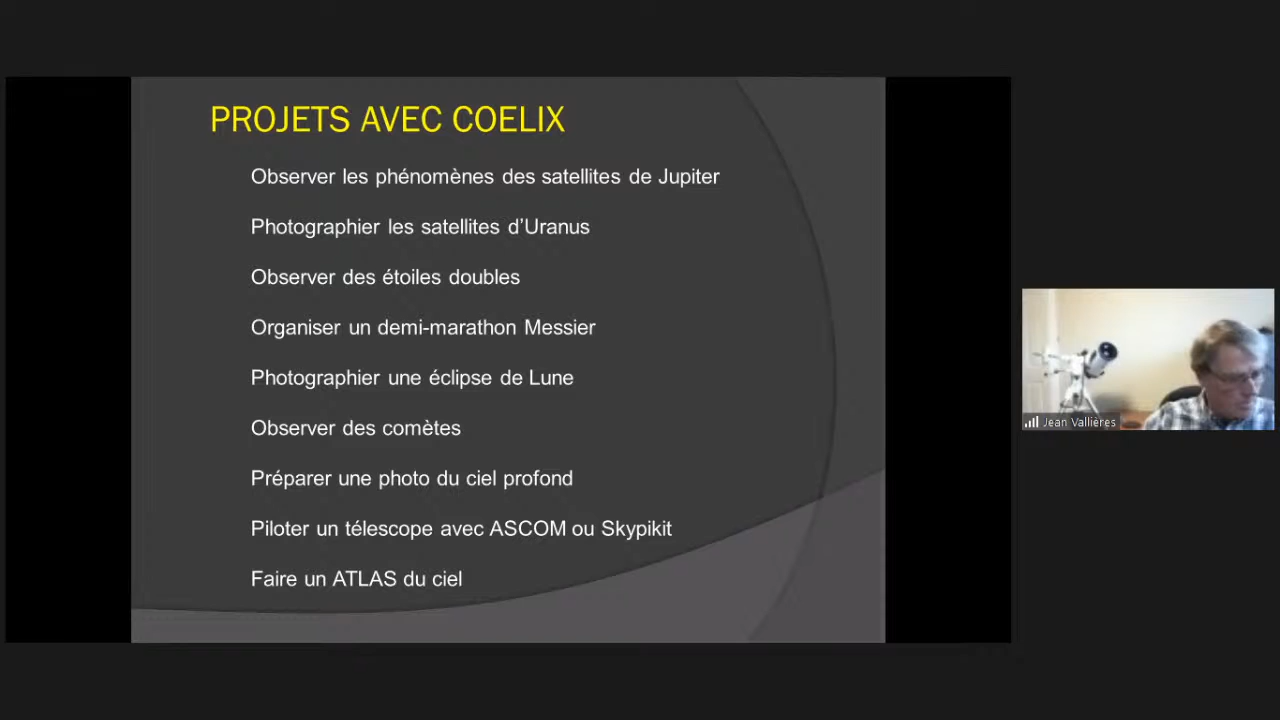 PROJETS AVEC COELIX
Observer les phénomènes des satellites de Jupiter
Photographier les satellites d’Uranus
Observer des étoiles doubles
Organiser un demi-marathon Messier
Photographier une éclipse de Lune
Observer des comètes
Préparer une photo du ciel profond
Piloter un télescope avec ASCOM ou Skypikit
Faire un ATLAS du ciel
Jean Vallières